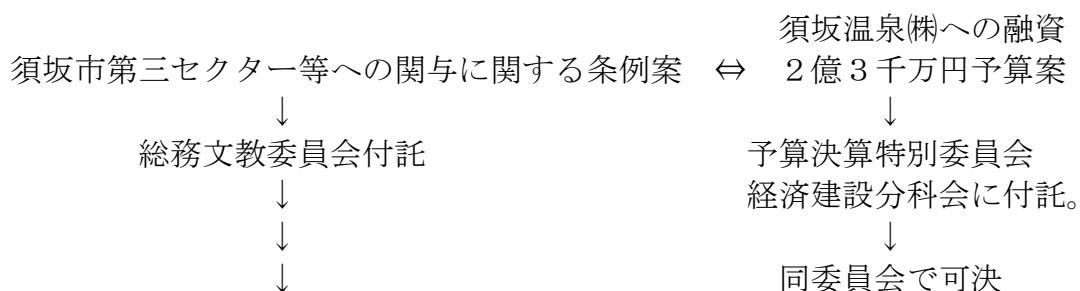 須坂温泉㈱への融資
須坂市第三セクター等への関与に関する条例案 ⇔ ２億３千万円予算案
↓ ↓
総務文教委員会付託 予算決算特別委員会
↓ 経済建設分科会に付託。
↓ ↓
↓ 同委員会で可決